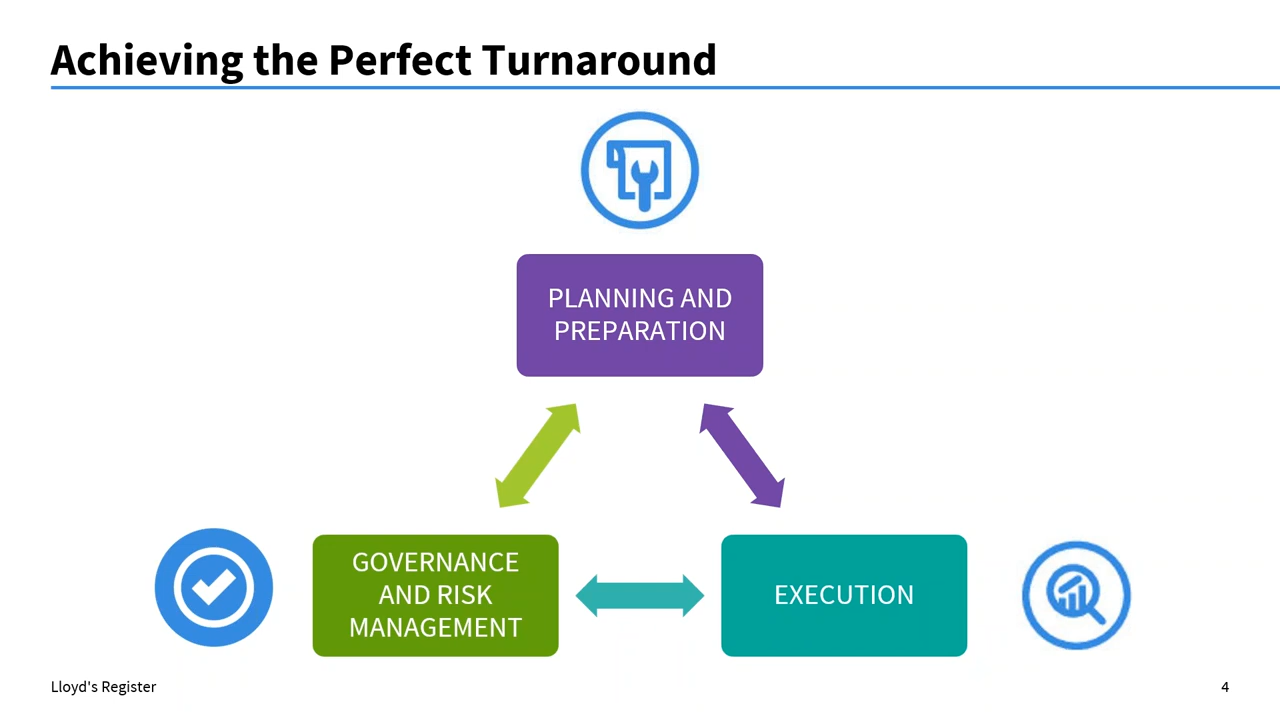 Achieving the Perfect Turnaround
PLANNING AND
PREPARATION
GOVERNANCE
AND RISK
MANAGEMENT
EXECUTION
Lloyd's Register
4